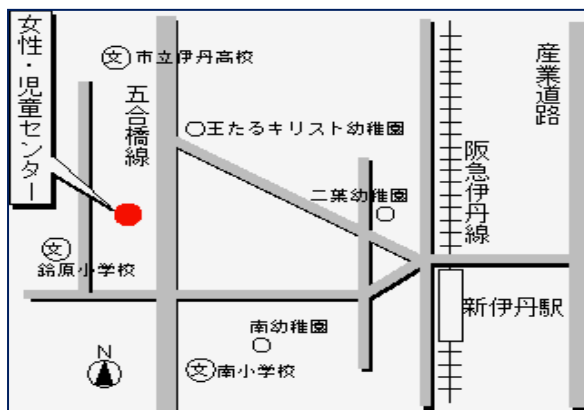 女性・児童センター
文 市立伊丹高校
五合橋線
王たるキリスト幼稚園
二葉幼稚園
阪急伊丹線
産業道路
文
鈴原小学校
新伊丹駅
南幼稚園
文 南小学校
N